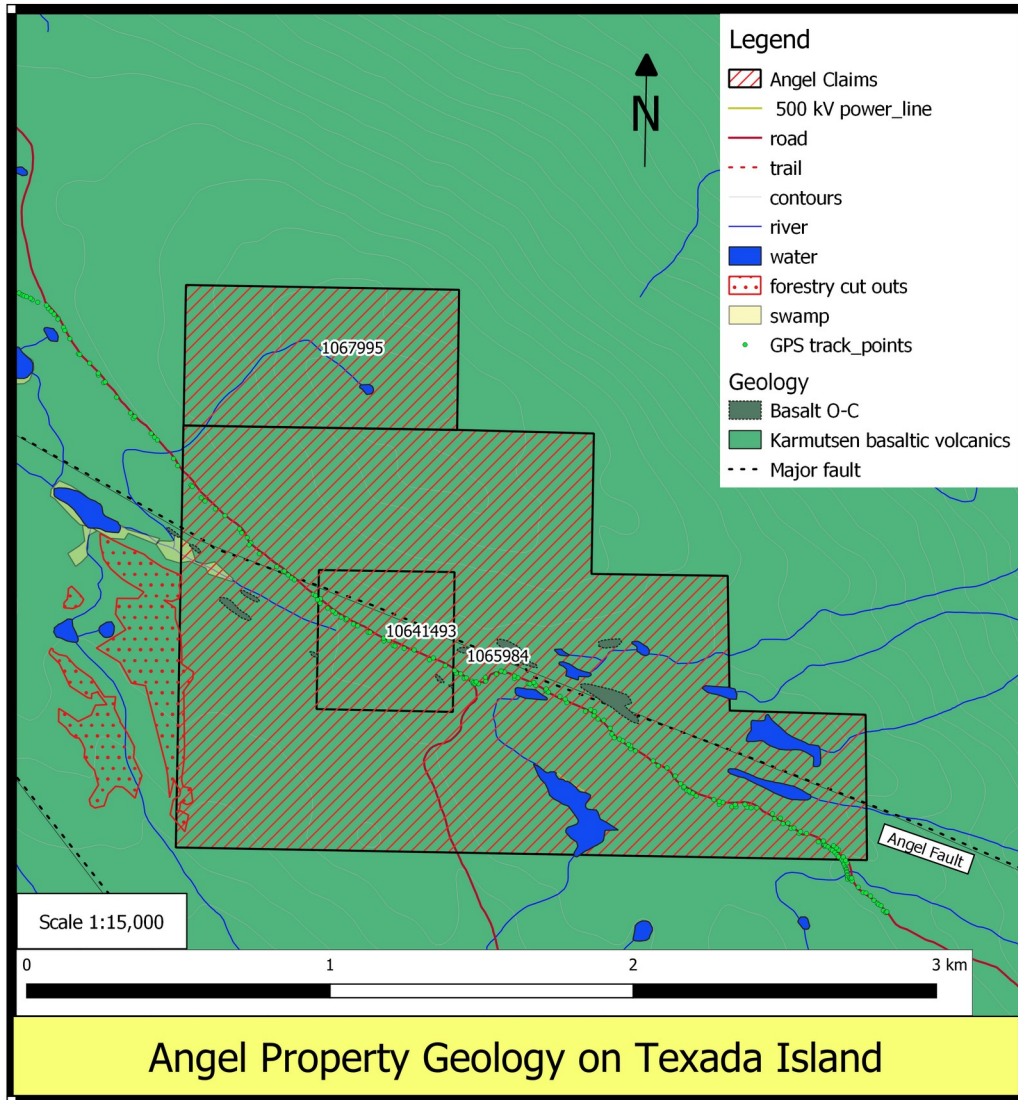 Legend
Angel Claims
500 kV power_line
road
trail
contours
river
water
forestry cut outs
swamp
GPS track_points
Geology
Basalt O-C
Karmutsen basaltic volcanics
Major fault
N
1067995
10641493
1065984
Angel Fault
Scale 1:15,000
0 1 2 3 km
Angel Property Geology on Texada Island